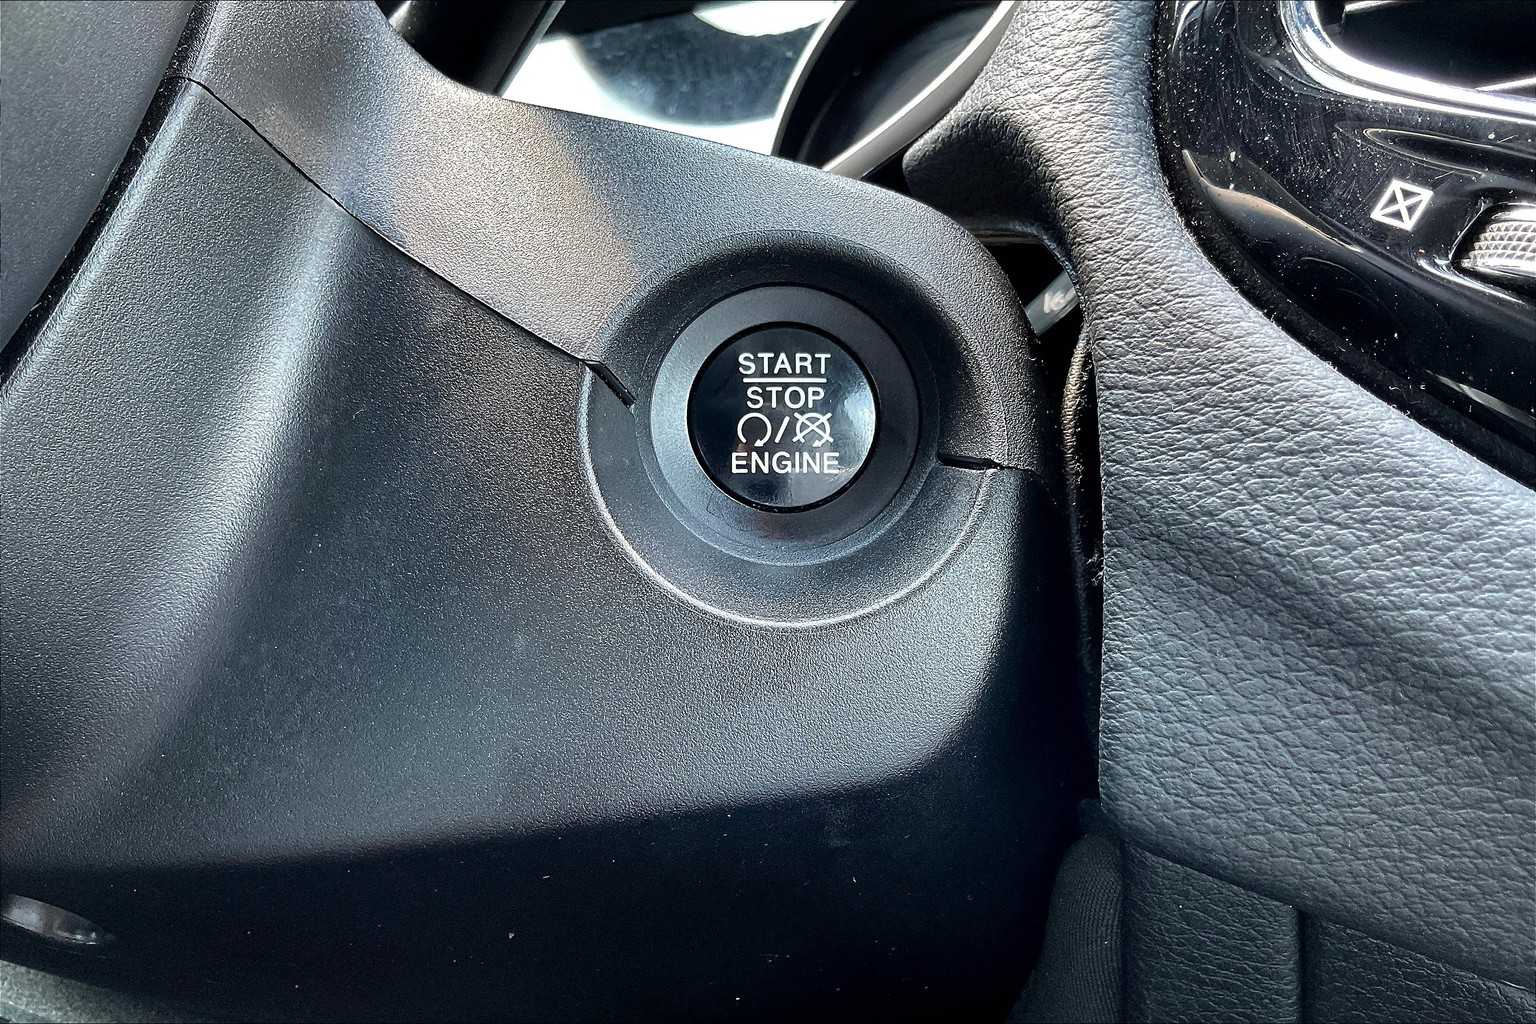 START
STOP
/
ENGINE